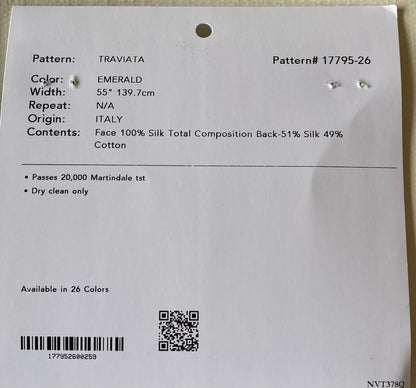 Pattern: TRAVIATA Pattern# 17795-26
Color: EMERALD
Width: 55" 139.7cm
Repeat: N/A
Origin: ITALY
Contents: Face 100% Silk Total Composition Back-51% Silk 49%
Cotton
• Passes 20,000 Martindale tst
• Dry clean only
Available in 26 Colors
177952600259
NVT378Q